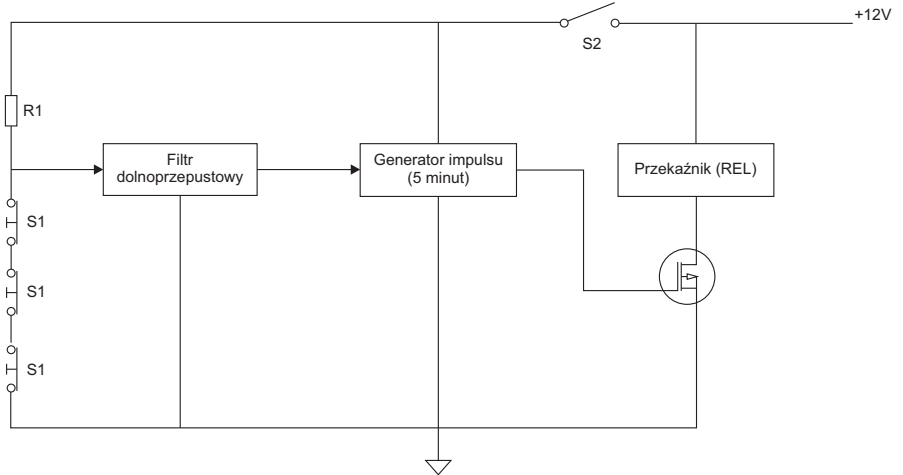 +12V
S2
R1
Filtr
dolnoprzepustowy
Generator impulsu
(5 minut)
Przekaźnik (REL)
S1
S1
S1